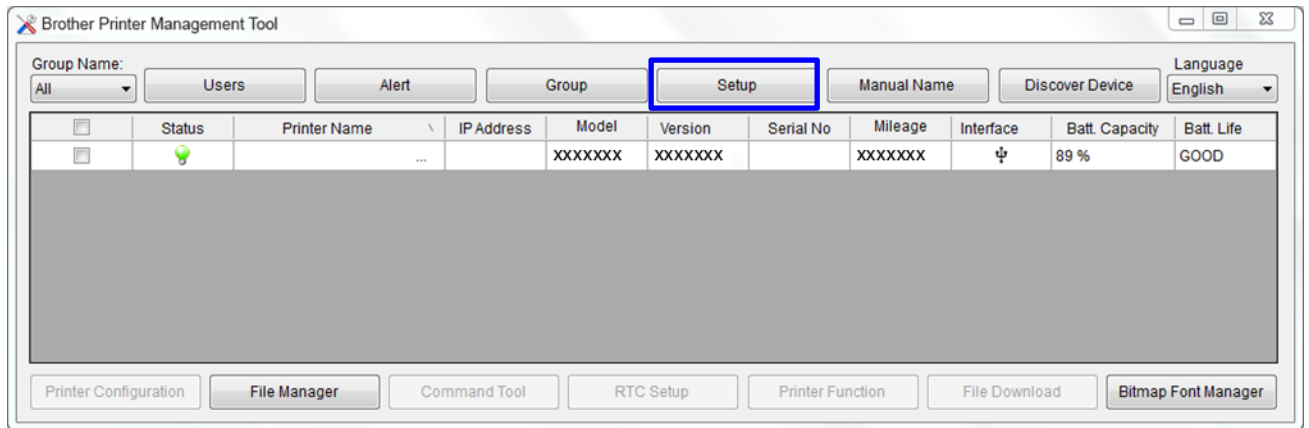 Brother Printer Management Tool
Group Name: Language
All Users Alert Group Setup Manual Name Discover Device English
Status Printer Name \ IP Address Model Version Serial No Mileage Interface Batt. Capacity Batt. Life
... XXXXXXX XXXXXXX XXXXXXX 89 % GOOD
Printer Configuration File Manager Command Tool RTC Setup Printer Function File Download Bitmap Font Manager